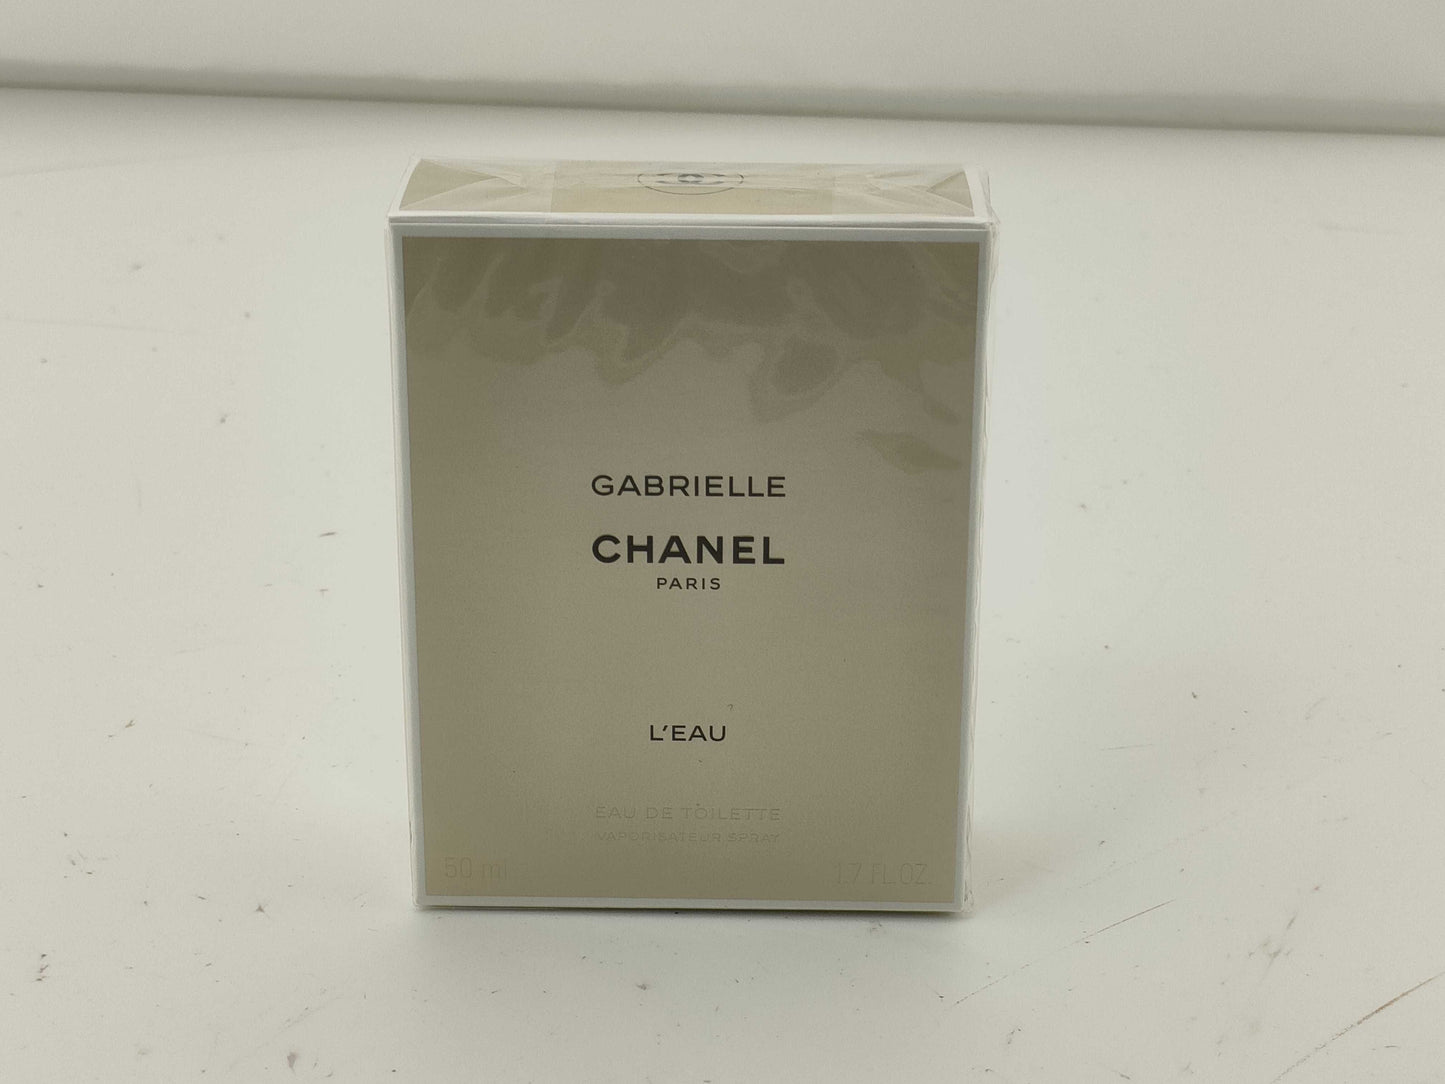 GABRIELLE
CHANEL
PARIS
L'EAU
EAU DE TOILETTE
VAPORISATEUR SPRAY
50 ml
1.7 FL.OZ.